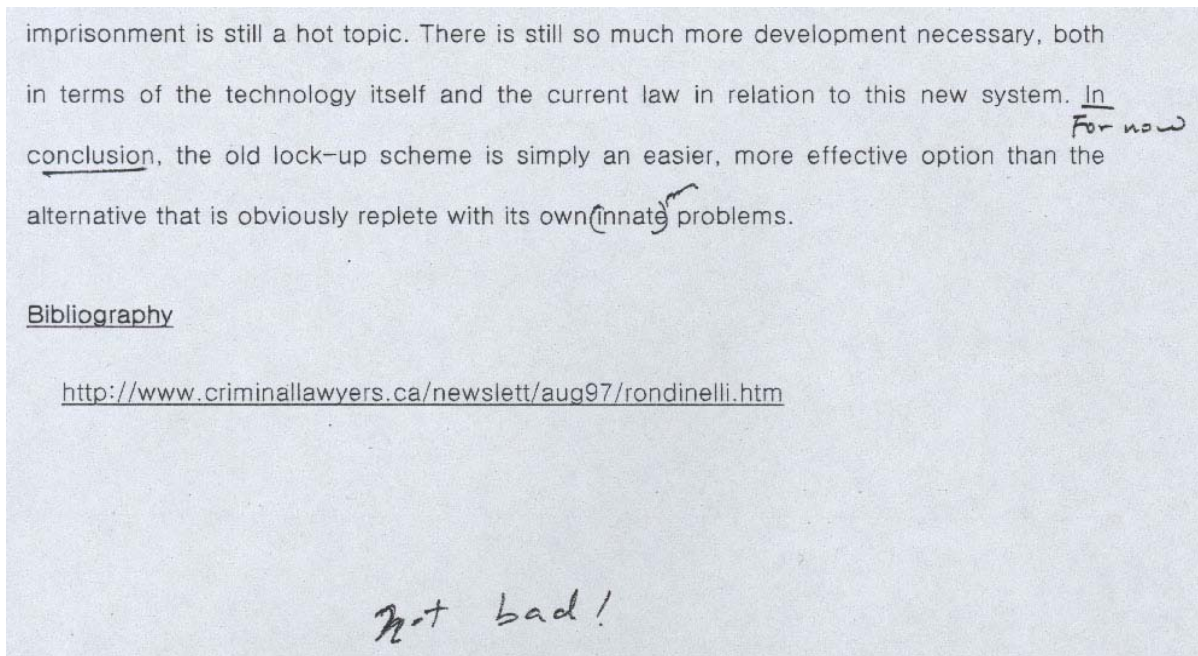 imprisonment is still a hot topic. There is still so much more development necessary, both
in terms of the technology itself and the current law in relation to this new system. In
For now
conclusion, the old lock-up scheme is simply an easier, more effective option than the
alternative that is obviously replete with its own (innate) problems.
Bibliography
http://www.criminallawyers.ca/newslett/aug97/rondinelli.htm
Not bad!